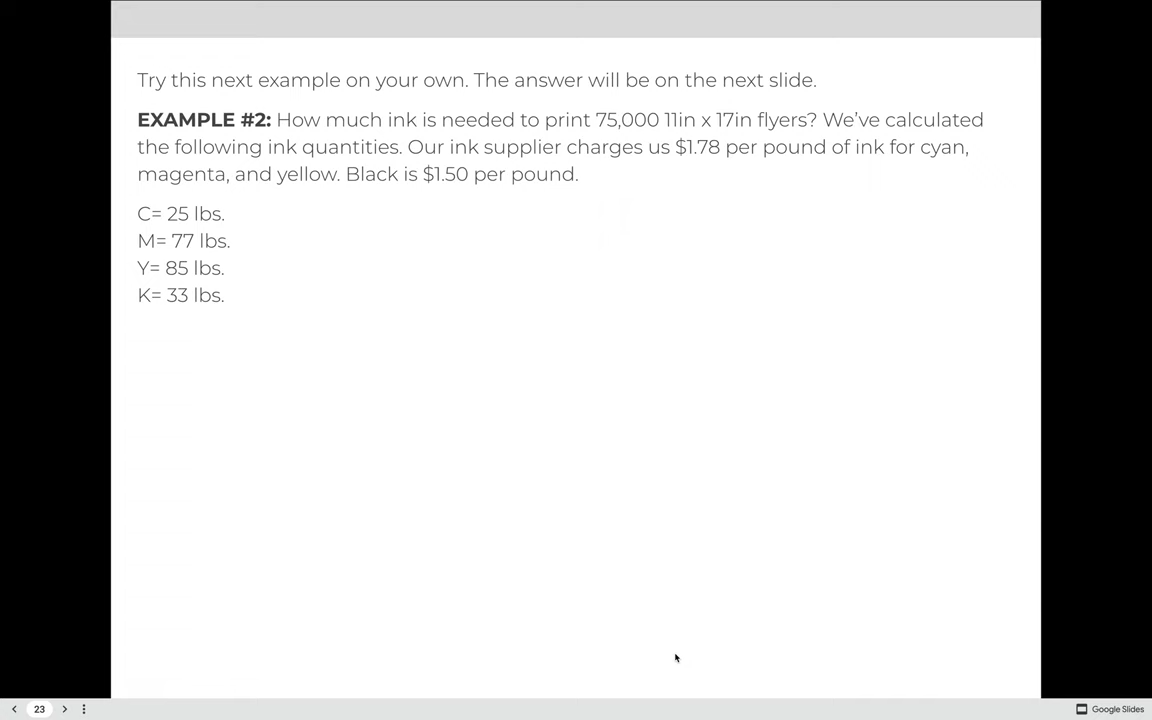 Try this next example on your own. The answer will be on the next slide.
EXAMPLE #2: How much ink is needed to print 75,000 11in x 17in flyers? We’ve calculated
the following ink quantities. Our ink supplier charges us $1.78 per pound of ink for cyan,
magenta, and yellow. Black is $1.50 per pound.
C= 25 lbs.
M= 77 lbs.
Y= 85 lbs.
K= 33 lbs.
23
Google Slides